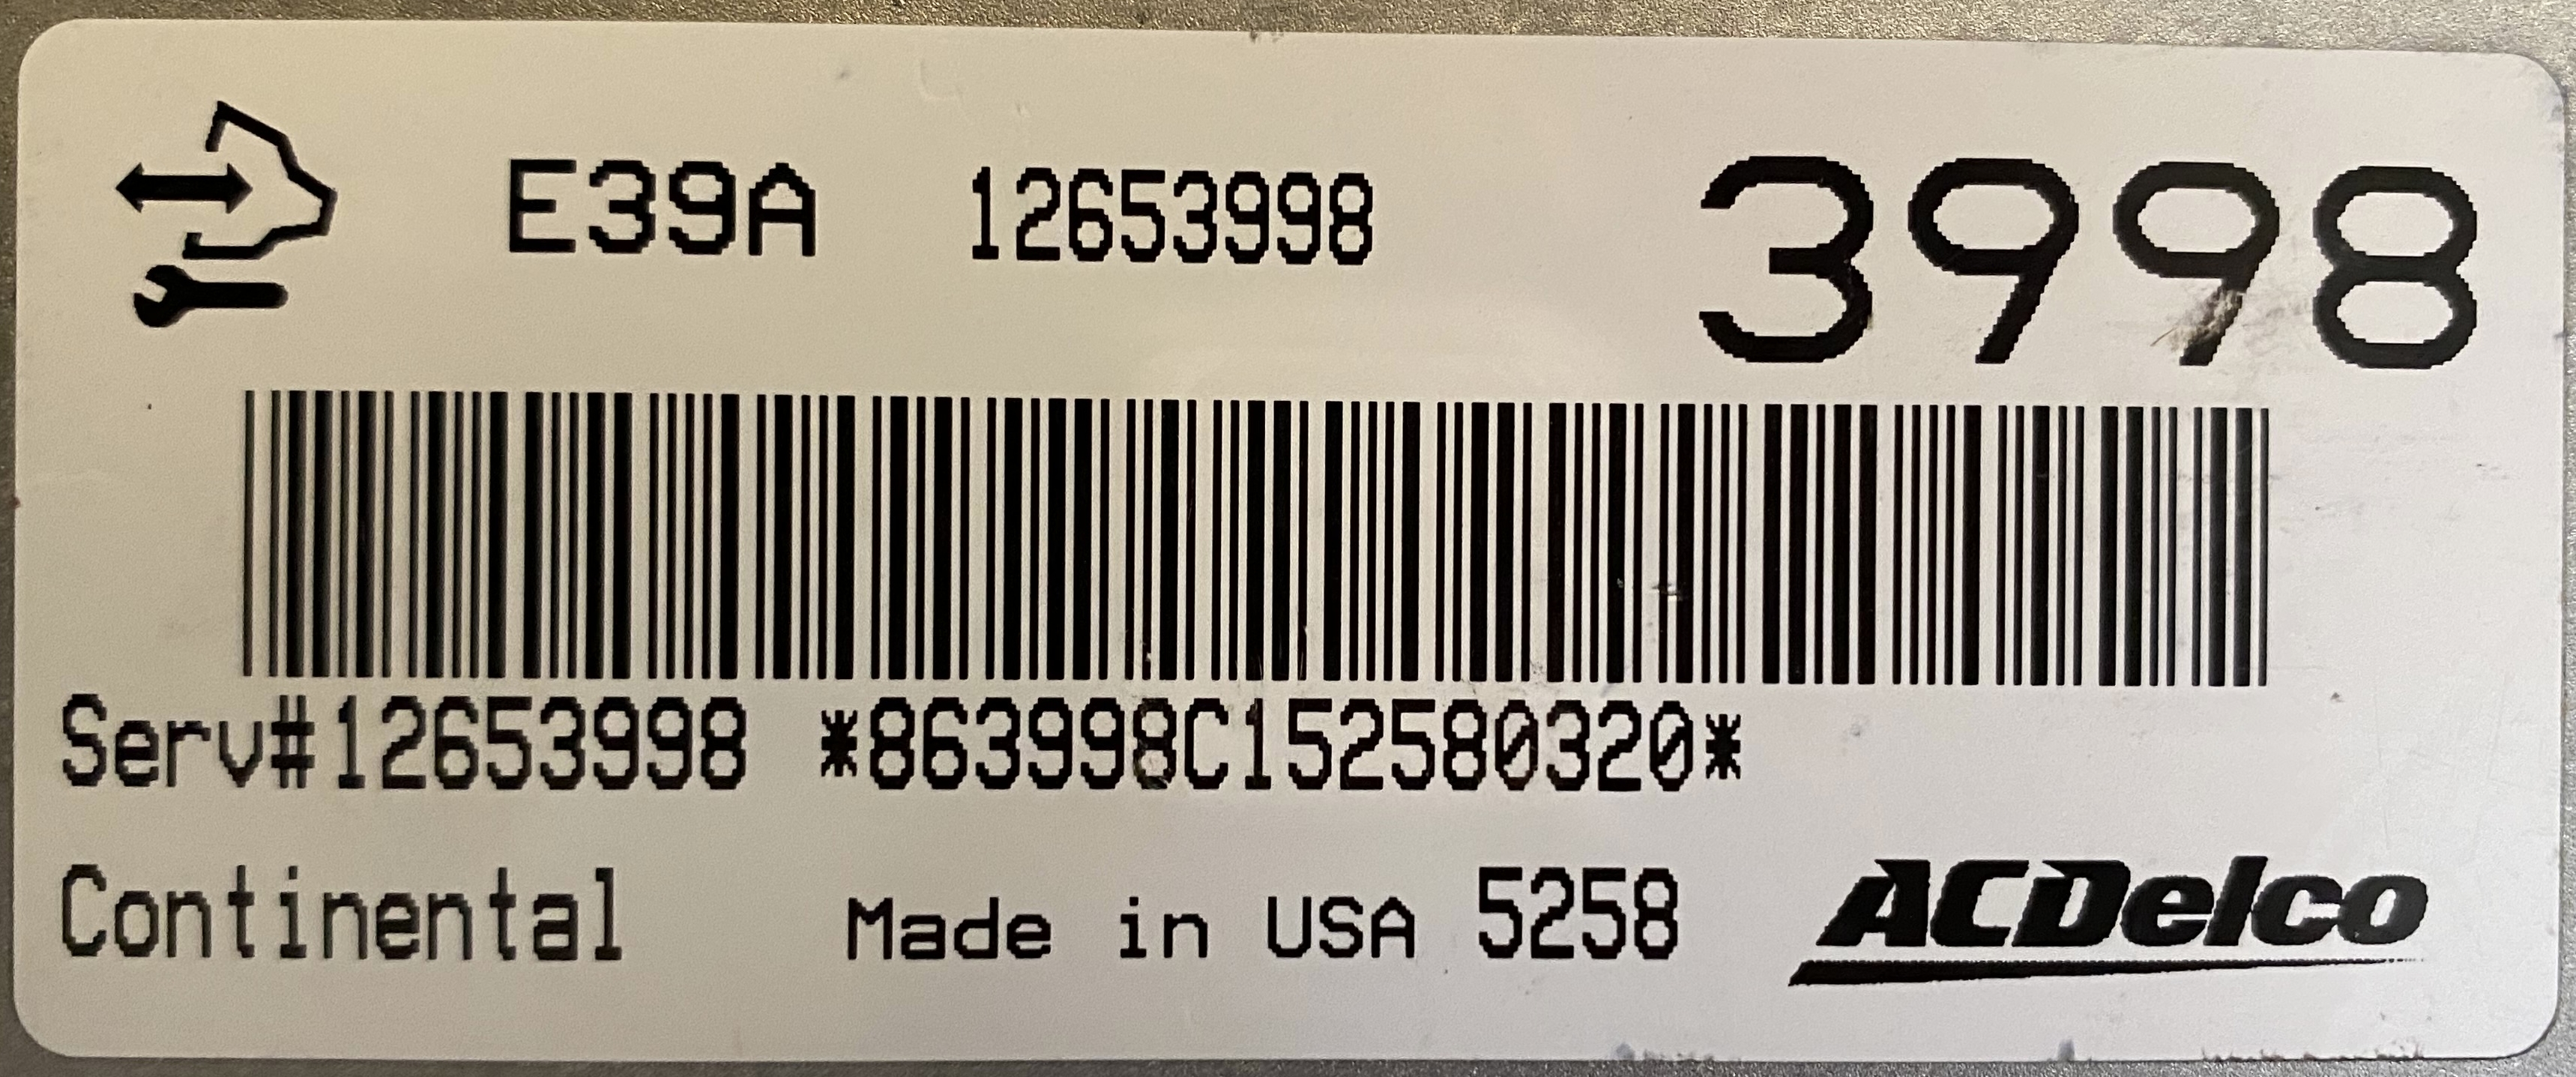 E39A 12653998 3998
Serv#12653998 *863998C152580320*
Continental Made in USA 5258 ACDelco